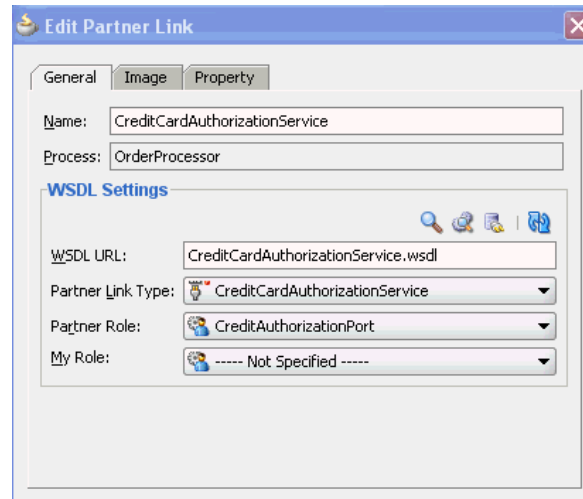 Edit Partner Link
General Image Property
Name: CreditCardAuthorizationService
Process: OrderProcessor
WSDL Settings
WSDL URL: CreditCardAuthorizationService.wsdl
Partner Link Type: CreditCardAuthorizationService
Partner Role: CreditAuthorizationPort
My Role: ----- Not Specified -----